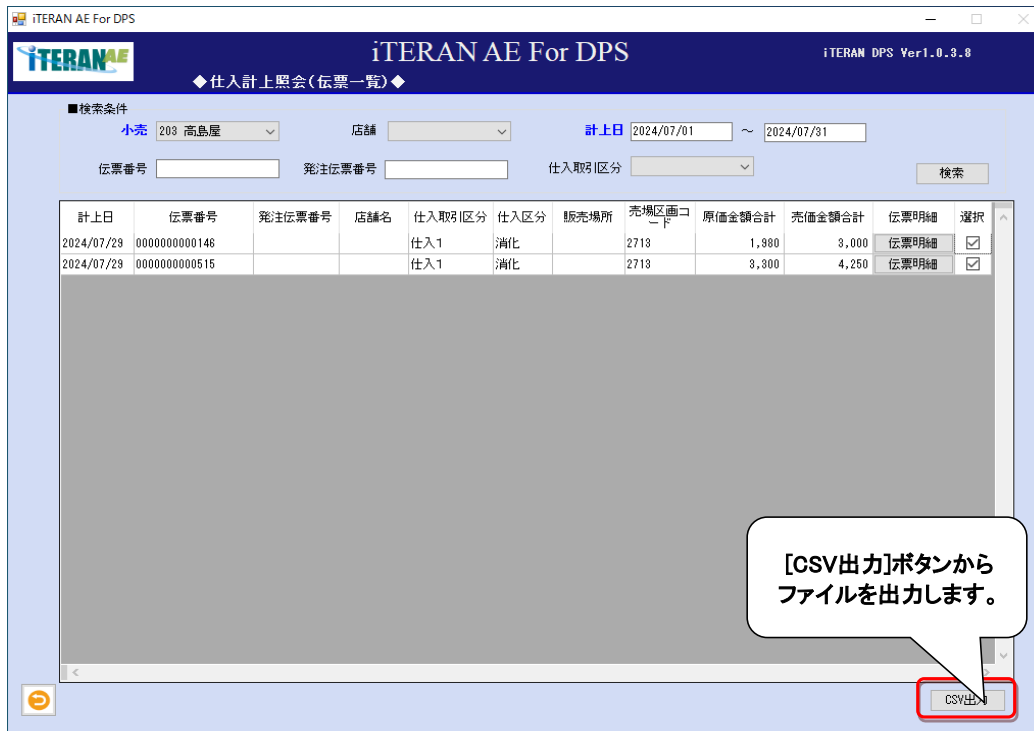 iTERAN AE For DPS
iTERANAE
iTERAN AE For DPS
iTERAN DPS Ver1.0.3.8
◆仕入計上照会(伝票一覧)◆
■検索条件
小売 203 高島屋 店舗 計上日 2024/07/01 ～ 2024/07/31
伝票番号 発注伝票番号 仕入取引区分 検索
計上日 伝票番号 発注伝票番号 店舗名 仕入取引区分 仕入区分 販売場所 売場区画コード 原価金額合計 売価金額合計 伝票明細 選択
2024/07/29 0000000000146 仕入1 消化 2713 1,980 3,000 伝票明細
2024/07/29 0000000000515 仕入1 消化 2713 3,300 4,250 伝票明細
[CSV出力]ボタンから
ファイルを出力します。
CSV出力